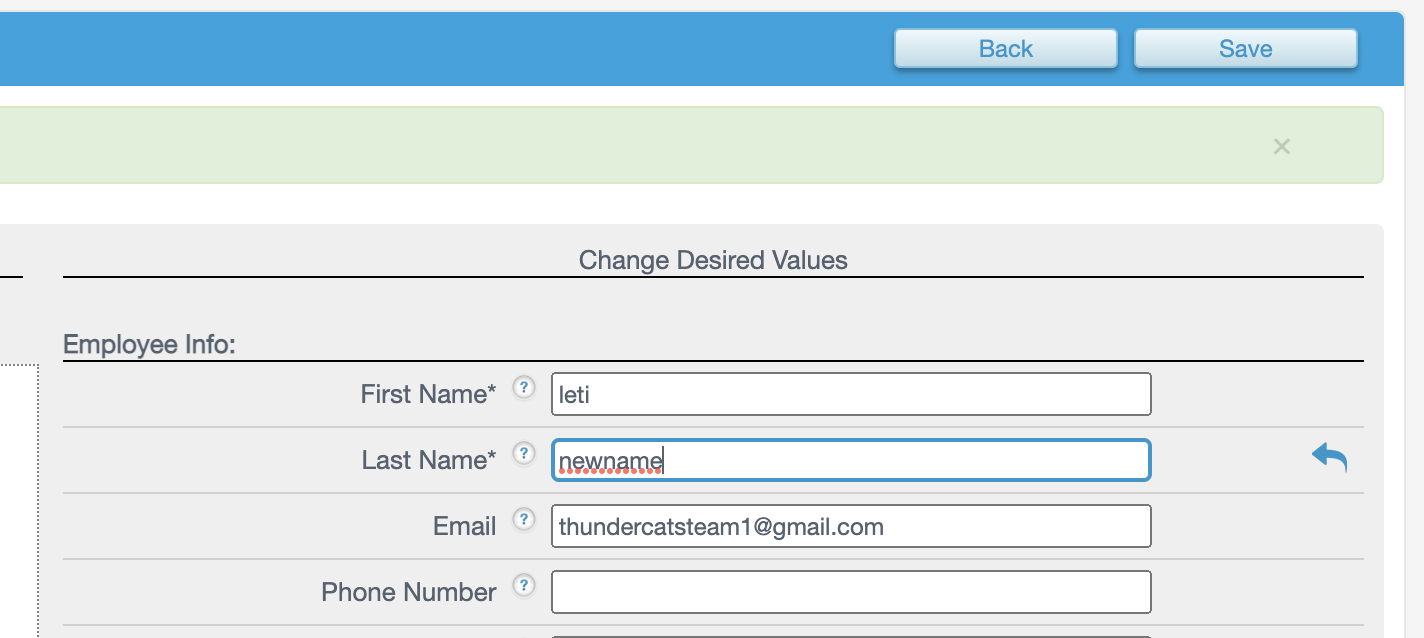 Back Save
×
Change Desired Values
Employee Info:
First Name* ? leti
Last Name* ? newname
Email ? thundercatsteam1@gmail.com
Phone Number ?